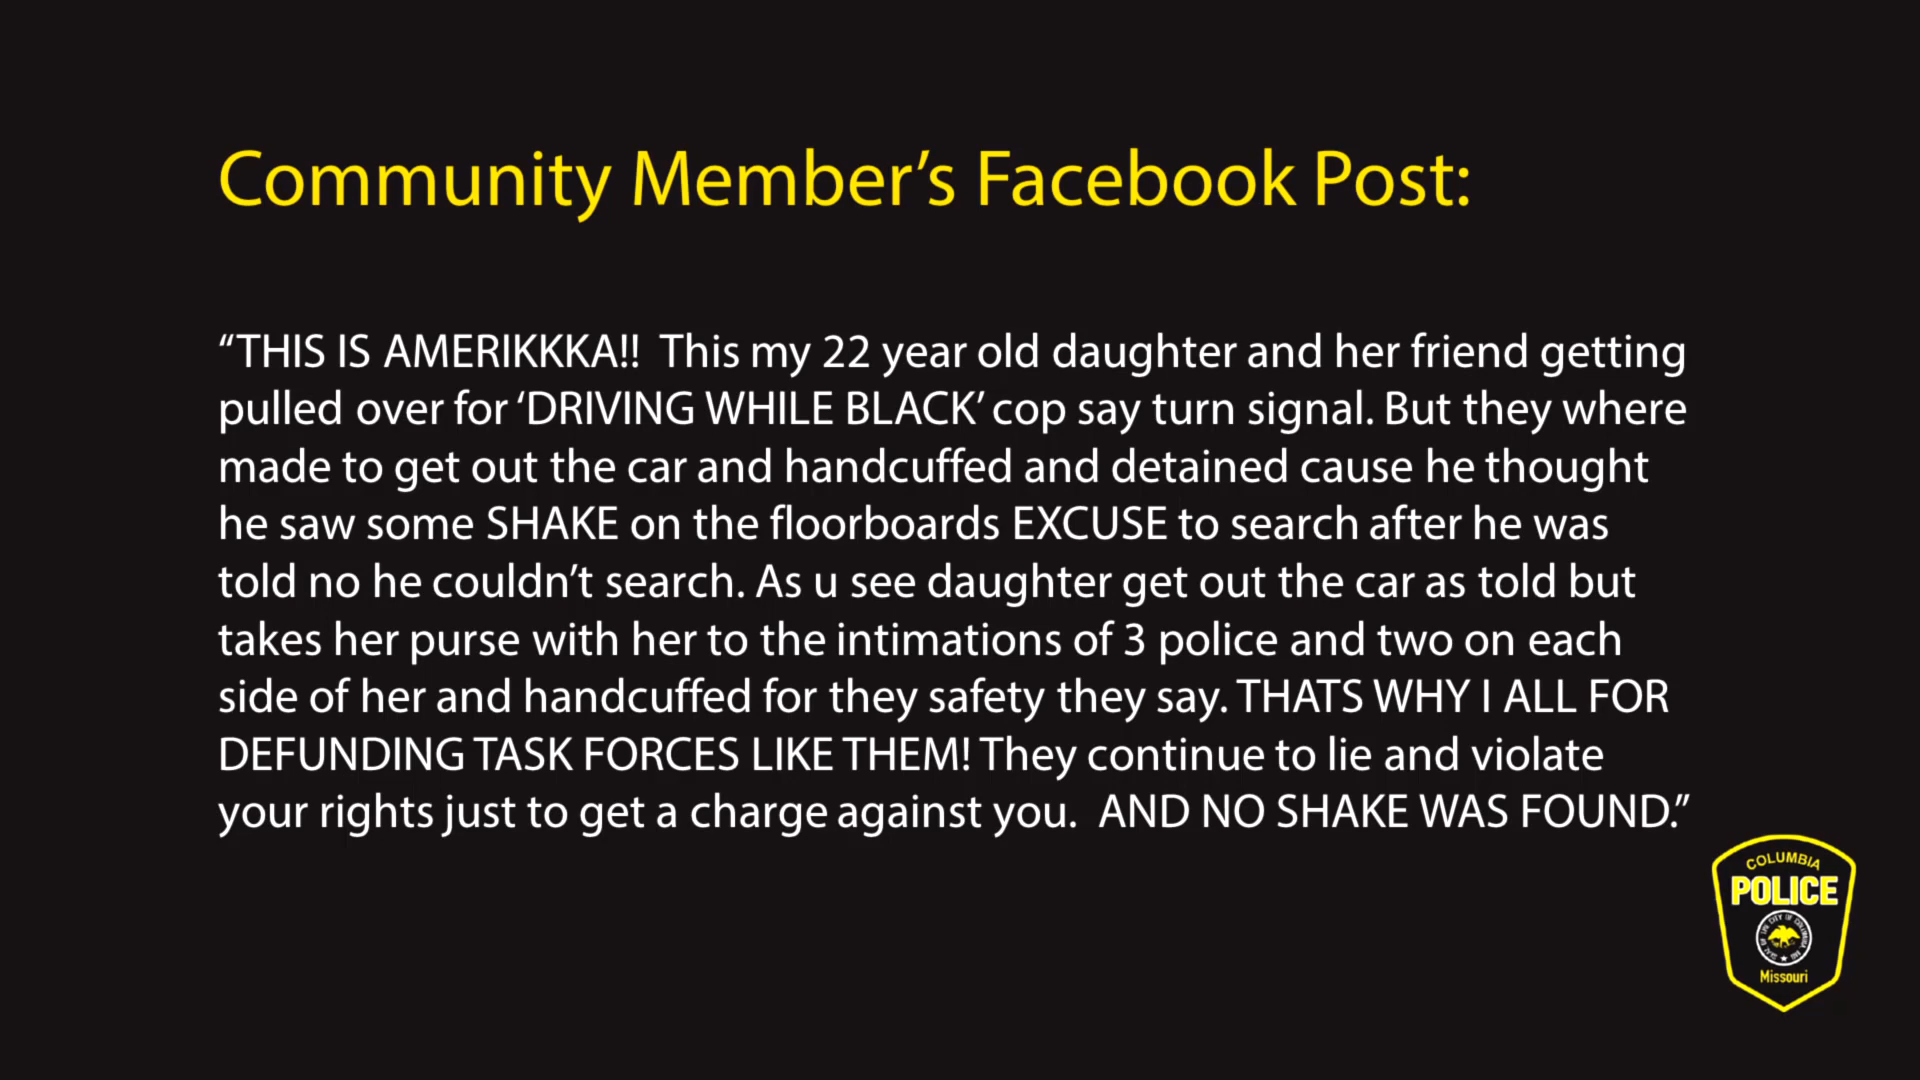 Community Member’s Facebook Post:
“THIS IS AMERIKKKA!!  This my 22 year old daughter and her friend getting
pulled over for ‘DRIVING WHILE BLACK’ cop say turn signal. But they where
made to get out the car and handcuffed and detained cause he thought
he saw some SHAKE on the floorboards EXCUSE to search after he was
told no he couldn’t search. As u see daughter get out the car as told but
takes her purse with her to the intimations of 3 police and two on each
side of her and handcuffed for they safety they say. THATS WHY I ALL FOR
DEFUNDING TASK FORCES LIKE THEM! They continue to lie and violate
your rights just to get a charge against you.  AND NO SHAKE WAS FOUND.”
COLUMBIA
POLICE
Missouri